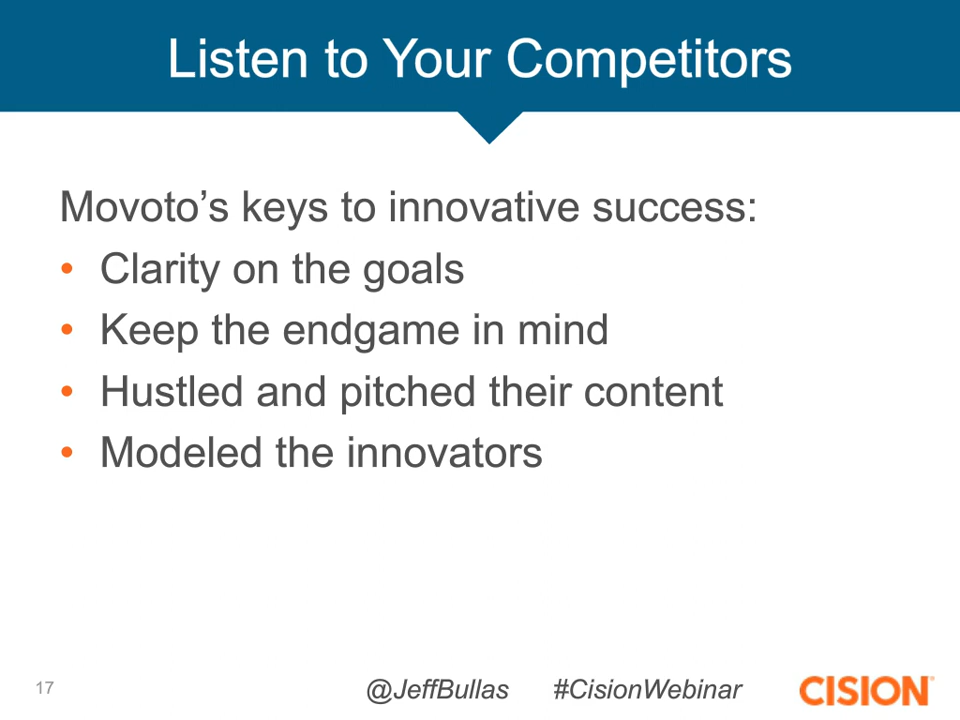 Listen to Your Competitors
Movoto’s keys to innovative success:
• Clarity on the goals
• Keep the endgame in mind
• Hustled and pitched their content
• Modeled the innovators
17 @JeffBullas #CisionWebinar CISION®